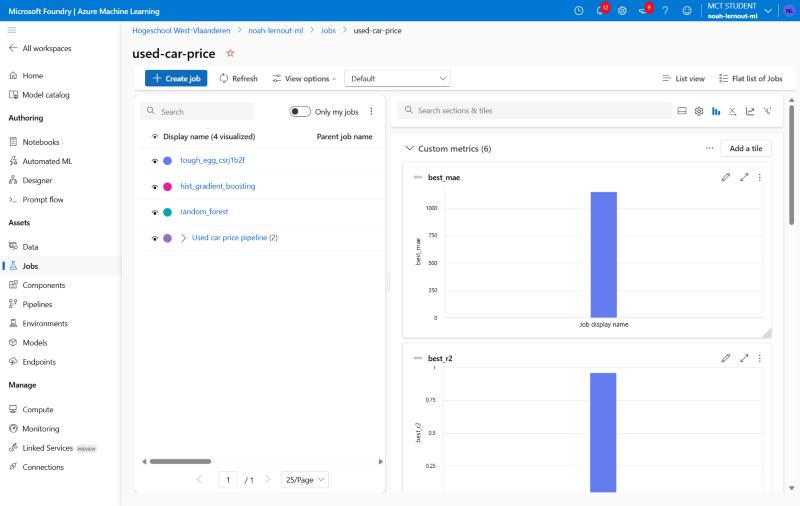 Microsoft Foundry | Azure Machine Learning
12
6
?
MCT STUDENT
noah-lernout-ml
NL
Hogeschool West-Vlaanderen > noah-lernout-ml > Jobs > used-car-price
All workspaces
used-car-price
Home
Model catalog
Authoring
Notebooks
Automated ML
Designer
Prompt flow
Assets
Data
Jobs
Components
Pipelines
Environments
Models
Endpoints
Manage
Compute
Monitoring
Linked Services PREVIEW
Connections
+ Create job
Refresh
View options
Default
List view
Flat list of Jobs
Search
Only my jobs
Display name (4 visualized)
Parent job name
tough_egg_csrj1b2f
hist_gradient_boosting
random_forest
> Used car price pipeline (2)
< 1 / 1 >
25/Page
Search sections & tiles
Custom metrics (6)
Add a tile
best_mae
1000
750
500
250
0
best_mae
Job display name
best_r2
1
0.75
0.5
0.25
best_r2